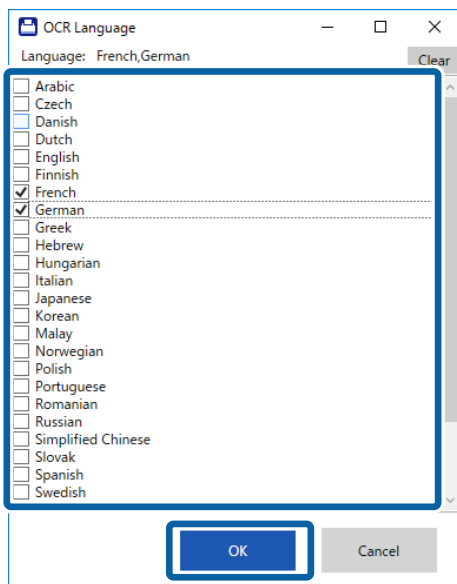 OCR Language
Language: French,German
Clear
Arabic
Czech
Danish
Dutch
English
Finnish
French
German
Greek
Hebrew
Hungarian
Italian
Japanese
Korean
Malay
Norwegian
Polish
Portuguese
Romanian
Russian
Simplified Chinese
Slovak
Spanish
Swedish
OK Cancel